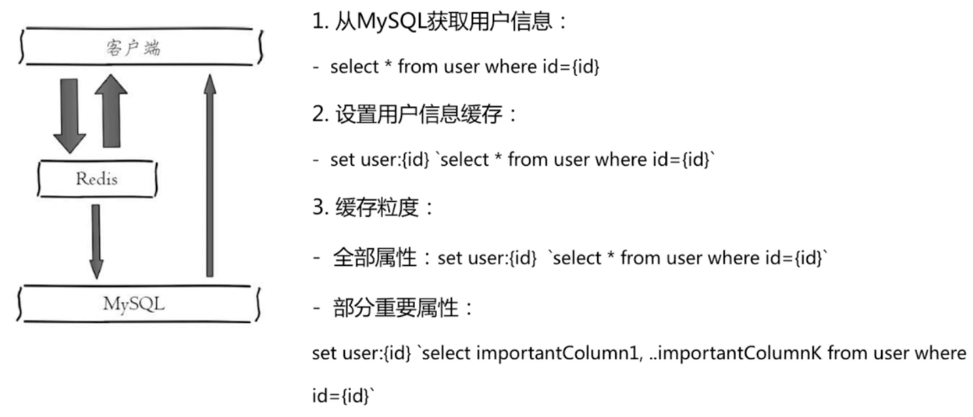 客户端
Redis
MySQL
1. 从MySQL获取用户信息：
- select * from user where id={id}
2. 设置用户信息缓存：
- set user:{id} `select * from user where id={id}`
3. 缓存粒度：
- 全部属性：set user:{id} `select * from user where id={id}`
- 部分重要属性：
set user:{id} `select importantColumn1, ..importantColumnK from user where
id={id}`